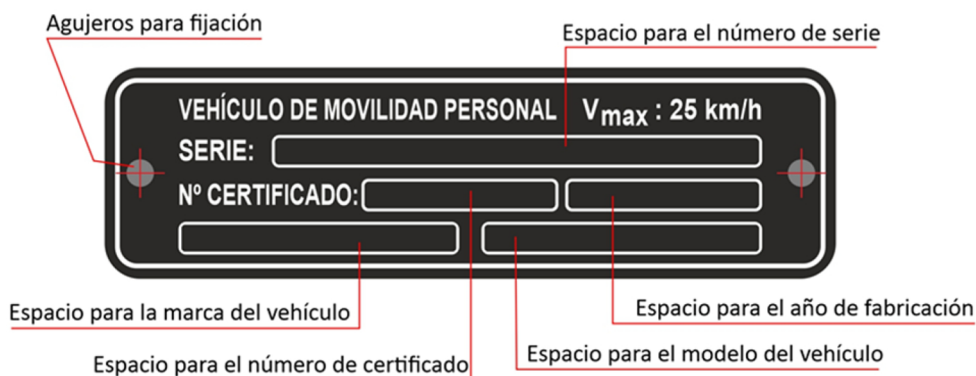 Agujeros para fijación
Espacio para el número de serie
VEHÍCULO DE MOVILIDAD PERSONAL Vmax : 25 km/h
SERIE:
Nº CERTIFICADO:
Espacio para la marca del vehículo
Espacio para el año de fabricación
Espacio para el número de certificado
Espacio para el modelo del vehículo